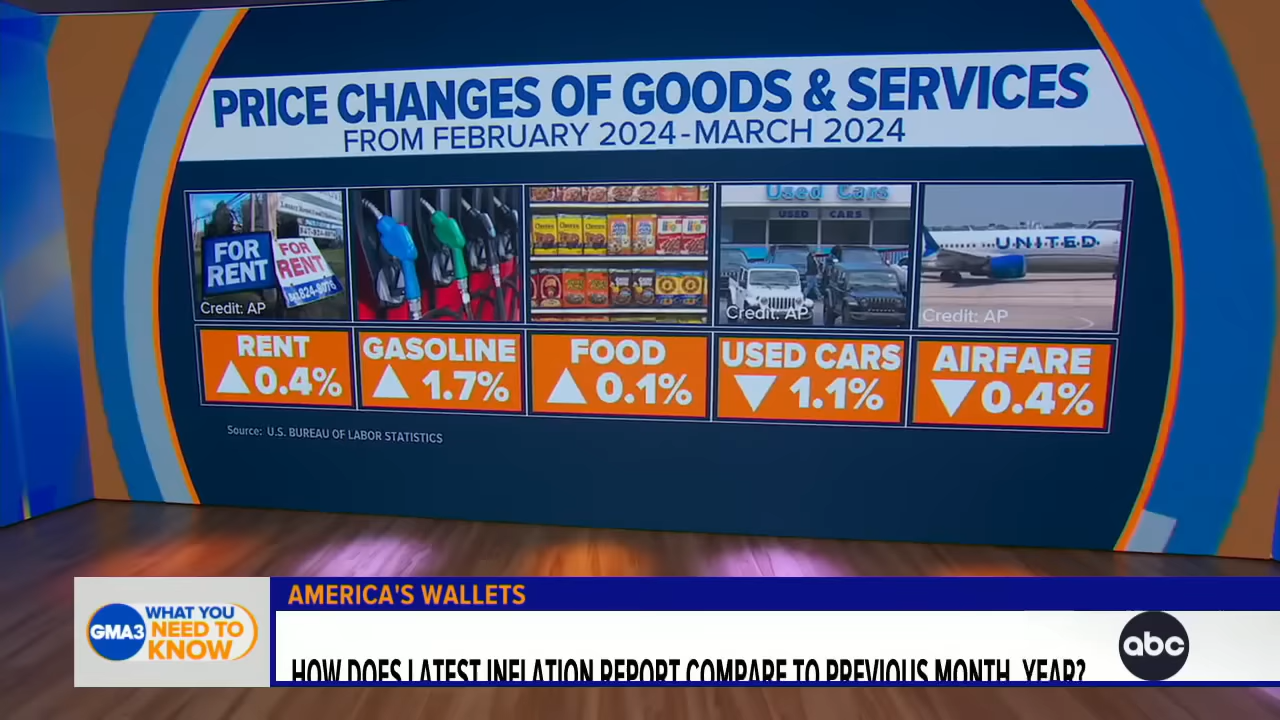 PRICE CHANGES OF GOODS & SERVICES
FROM FEBRUARY 2024-MARCH 2024
FOR
RENT
FOR
RENT
Credit: AP
Used Cars
USED CARS
Credit: AP
UNITED
Credit: AP
RENT
▲0.4%
GASOLINE
▲ 1.7%
FOOD
▲ 0.1%
USED CARS
▼ 1.1%
AIRFARE
▼ 0.4%
Source: U.S. BUREAU OF LABOR STATISTICS
AMERICA'S WALLETS
GMA3
WHAT YOU
NEED TO
KNOW
HOW DOES LATEST INFLATION REPORT COMPARE TO PREVIOUS MONTH, YEAR?
abc